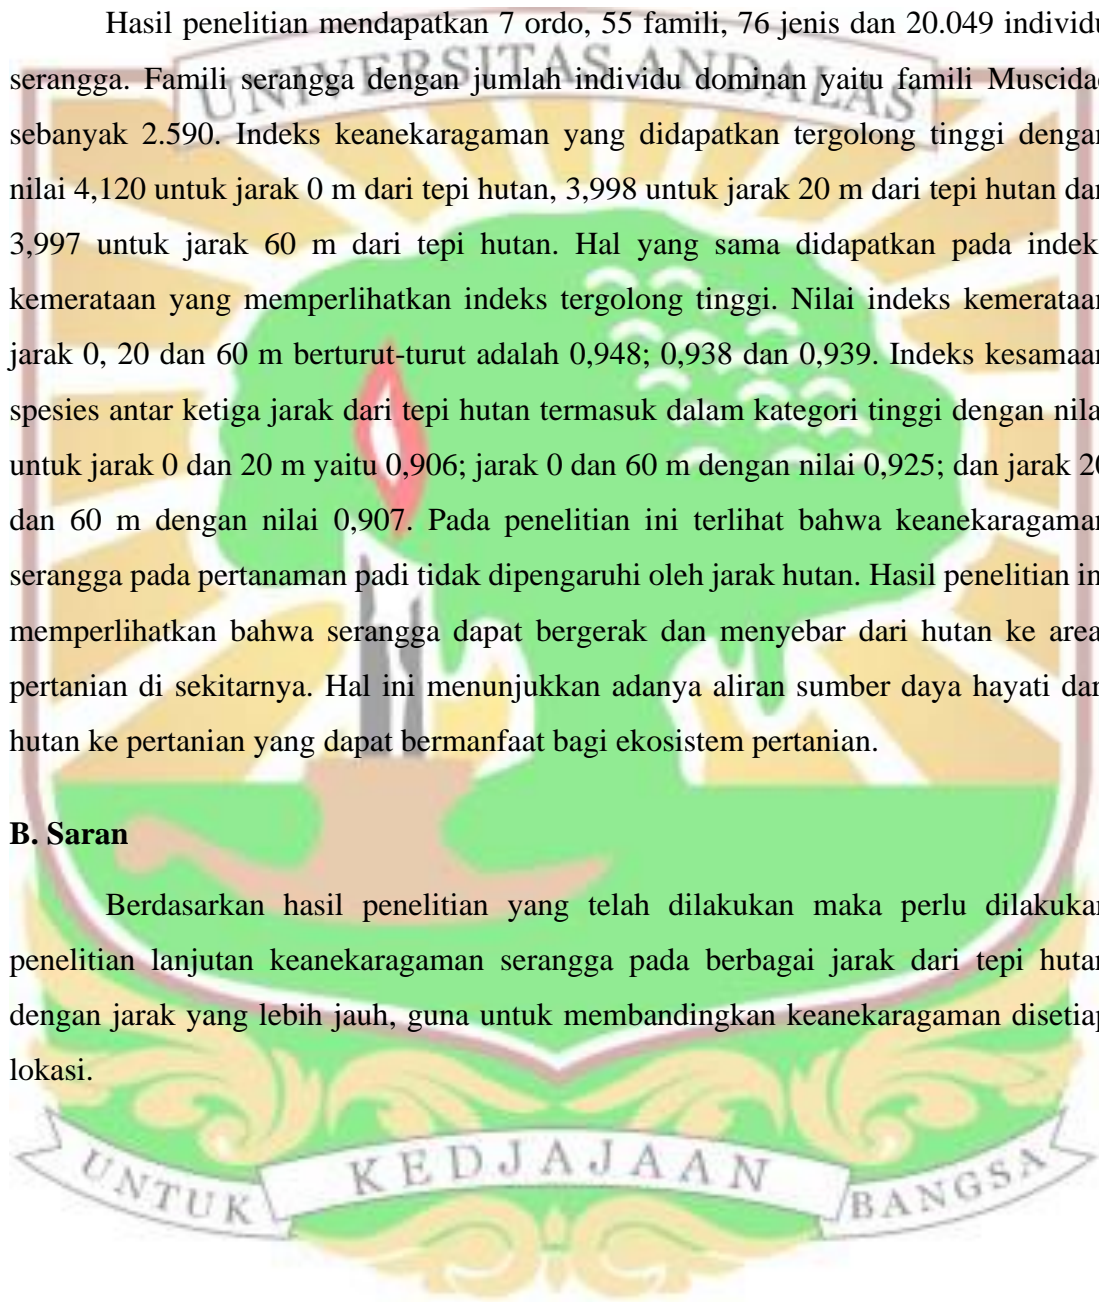 Hasil penelitian mendapatkan 7 ordo, 55 famili, 76 jenis dan 20.049 individu
serangga. Famili serangga dengan jumlah individu dominan yaitu famili Muscidae
sebanyak 2.590. Indeks keanekaragaman yang didapatkan tergolong tinggi dengan
nilai 4,120 untuk jarak 0 m dari tepi hutan, 3,998 untuk jarak 20 m dari tepi hutan dan
3,997 untuk jarak 60 m dari tepi hutan. Hal yang sama didapatkan pada indek
kemerataan yang memperlihatkan indeks tergolong tinggi. Nilai indeks kemerataan
jarak 0, 20 dan 60 m berturut-turut adalah 0,948; 0,938 dan 0,939. Indeks kesamaan
spesies antar ketiga jarak dari tepi hutan termasuk dalam kategori tinggi dengan nilai
untuk jarak 0 dan 20 m yaitu 0,906; jarak 0 dan 60 m dengan nilai 0,925; dan jarak 20
dan 60 m dengan nilai 0,907. Pada penelitian ini terlihat bahwa keanekaragaman
serangga pada pertanaman padi tidak dipengaruhi oleh jarak hutan. Hasil penelitian in
memperlihatkan bahwa serangga dapat bergerak dan menyebar dari hutan ke area
pertanian di sekitarnya. Hal ini menunjukkan adanya aliran sumber daya hayati dar
hutan ke pertanian yang dapat bermanfaat bagi ekosistem pertanian.
B. Saran
Berdasarkan hasil penelitian yang telah dilakukan maka perlu dilakukan
penelitian lanjutan keanekaragaman serangga pada berbagai jarak dari tepi hutan
dengan jarak yang lebih jauh, guna untuk membandingkan keanekaragaman disetiap
lokasi.
UNIVERSITAS ANDALAS
UNTUK KEDJAJAAN BANGSA